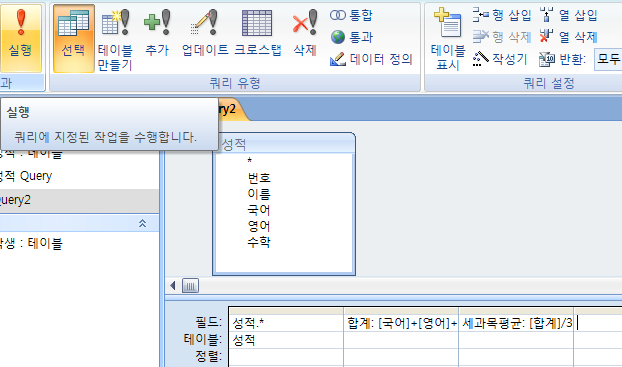 실행
선택
테이블
만들기
추가
업데이트
크로스탭
삭제
통합
통과
데이터 정의
쿼리 유형
테이블
표시
행 삽입
행 삭제
작성기
열 삽입
열 삭제
반환: 모두
쿼리 설정
과
실행
쿼리에 지정된 작업을 수행합니다.
ry2
성적 : 테이블
성적 Query
Query2
학생 : 테이블
성적
*
번호
이름
국어
영어
수학
필드: 성적.* 합계: [국어]+[영어]+ 세과목평균: [합계]/3
테이블: 성적
정렬: